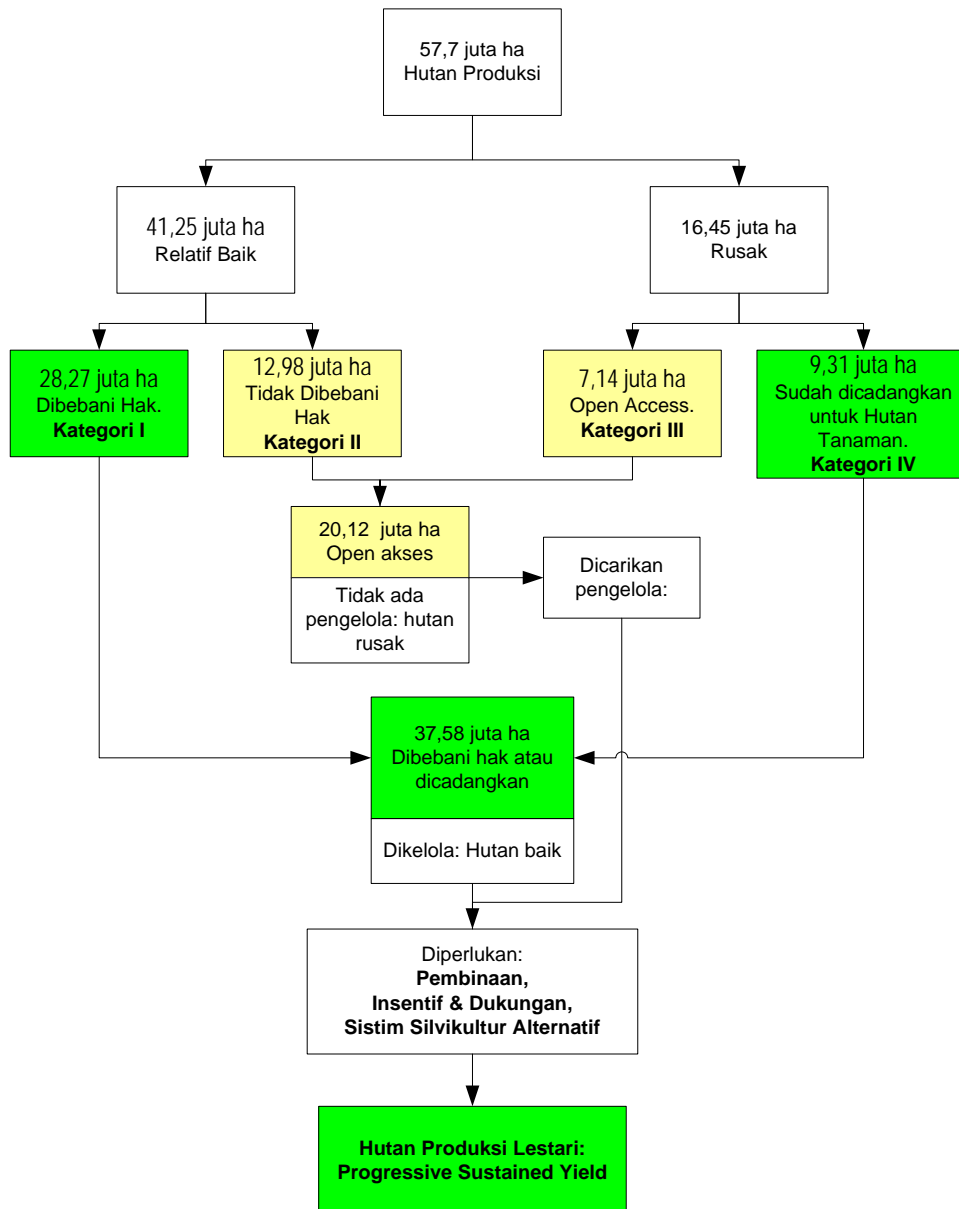 57,7 juta ha
Hutan Produksi
41,25 juta ha
Relatif Baik
16,45 juta ha
Rusak
28,27 juta ha
Dibebani Hak.
Kategori I
12,98 juta ha
Tidak Dibebani
Hak
Kategori II
7,14 juta ha
Open Access.
Kategori III
9,31 juta ha
Sudah dicadangkan
untuk Hutan
Tanaman.
Kategori IV
20,12 juta ha
Open akses
Tidak ada
pengelola: hutan
rusak
Dicarikan
pengelola:
37,58 juta ha
Dibebani hak atau
dicadangkan
Dikelola: Hutan baik
Diperlukan:
Pembinaan,
Insentif & Dukungan,
Sistim Silvikultur Alternatif
Hutan Produksi Lestari:
Progressive Sustained Yield